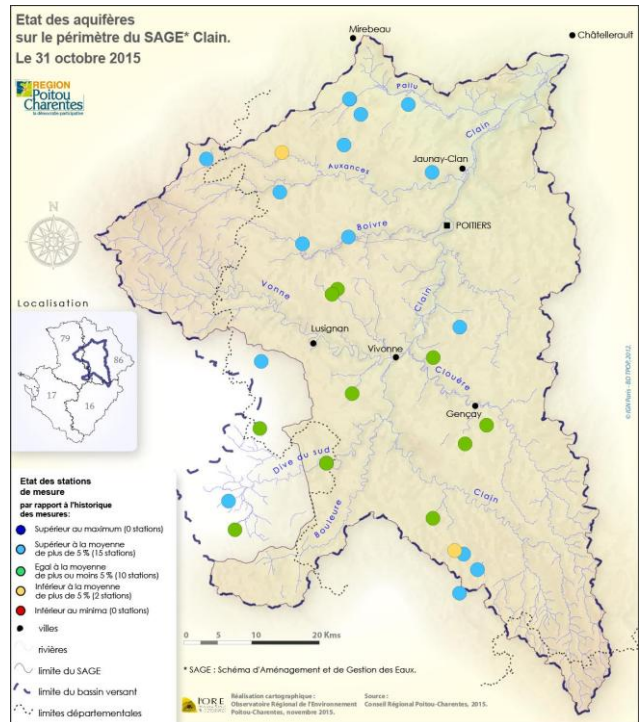 Etat des aquifères
sur le périmètre du SAGE* Clain.
Le 31 octobre 2015
REGION
Poitou
Charentes
la démocratie participative
Mirebeau
Châtellerault
Pallu
Clain
Auxances
Jaunay-Clan
Boivre
POITIERS
N
Vonne
Clain
Localisation
79
86
17
16
Lusignan
Vivonne
Clouère
Gençay
Dive du sud
Bouleure
Clain
Etat des stations
de mesure
par rapport à l'historique
des mesures:
Supérieur au maximum (0 stations)
Supérieur à la moyenne
de plus de 5 % (15 stations)
Egal à la moyenne
de plus ou moins 5 % (10 stations)
Inférieur à la moyenne
de plus de 5 % (2 stations)
Inférieur au minima (0 stations)
villes
rivières
limite du SAGE
limite du bassin versant
limites départementales
0 5 10 20 Kms
* SAGE : Schéma d'Aménagement et de Gestion des Eaux.
l'ORE
Réalisation cartographique :
Observatoire Régional de l'Environnement
Poitou-Charentes, novembre 2015.
Source :
Conseil Régional Poitou-Charentes, 2015.